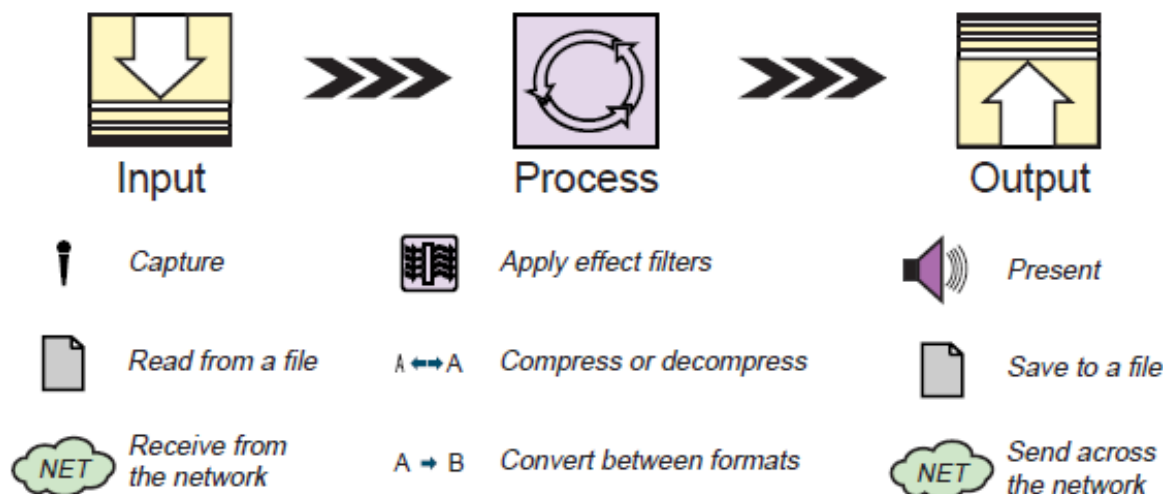 Input
Process
Output
Capture
Apply effect filters
Present
Read from a file
A A
Compress or decompress
Save to a file
NET
Receive from
the network
A B
Convert between formats
NET
Send across
the network